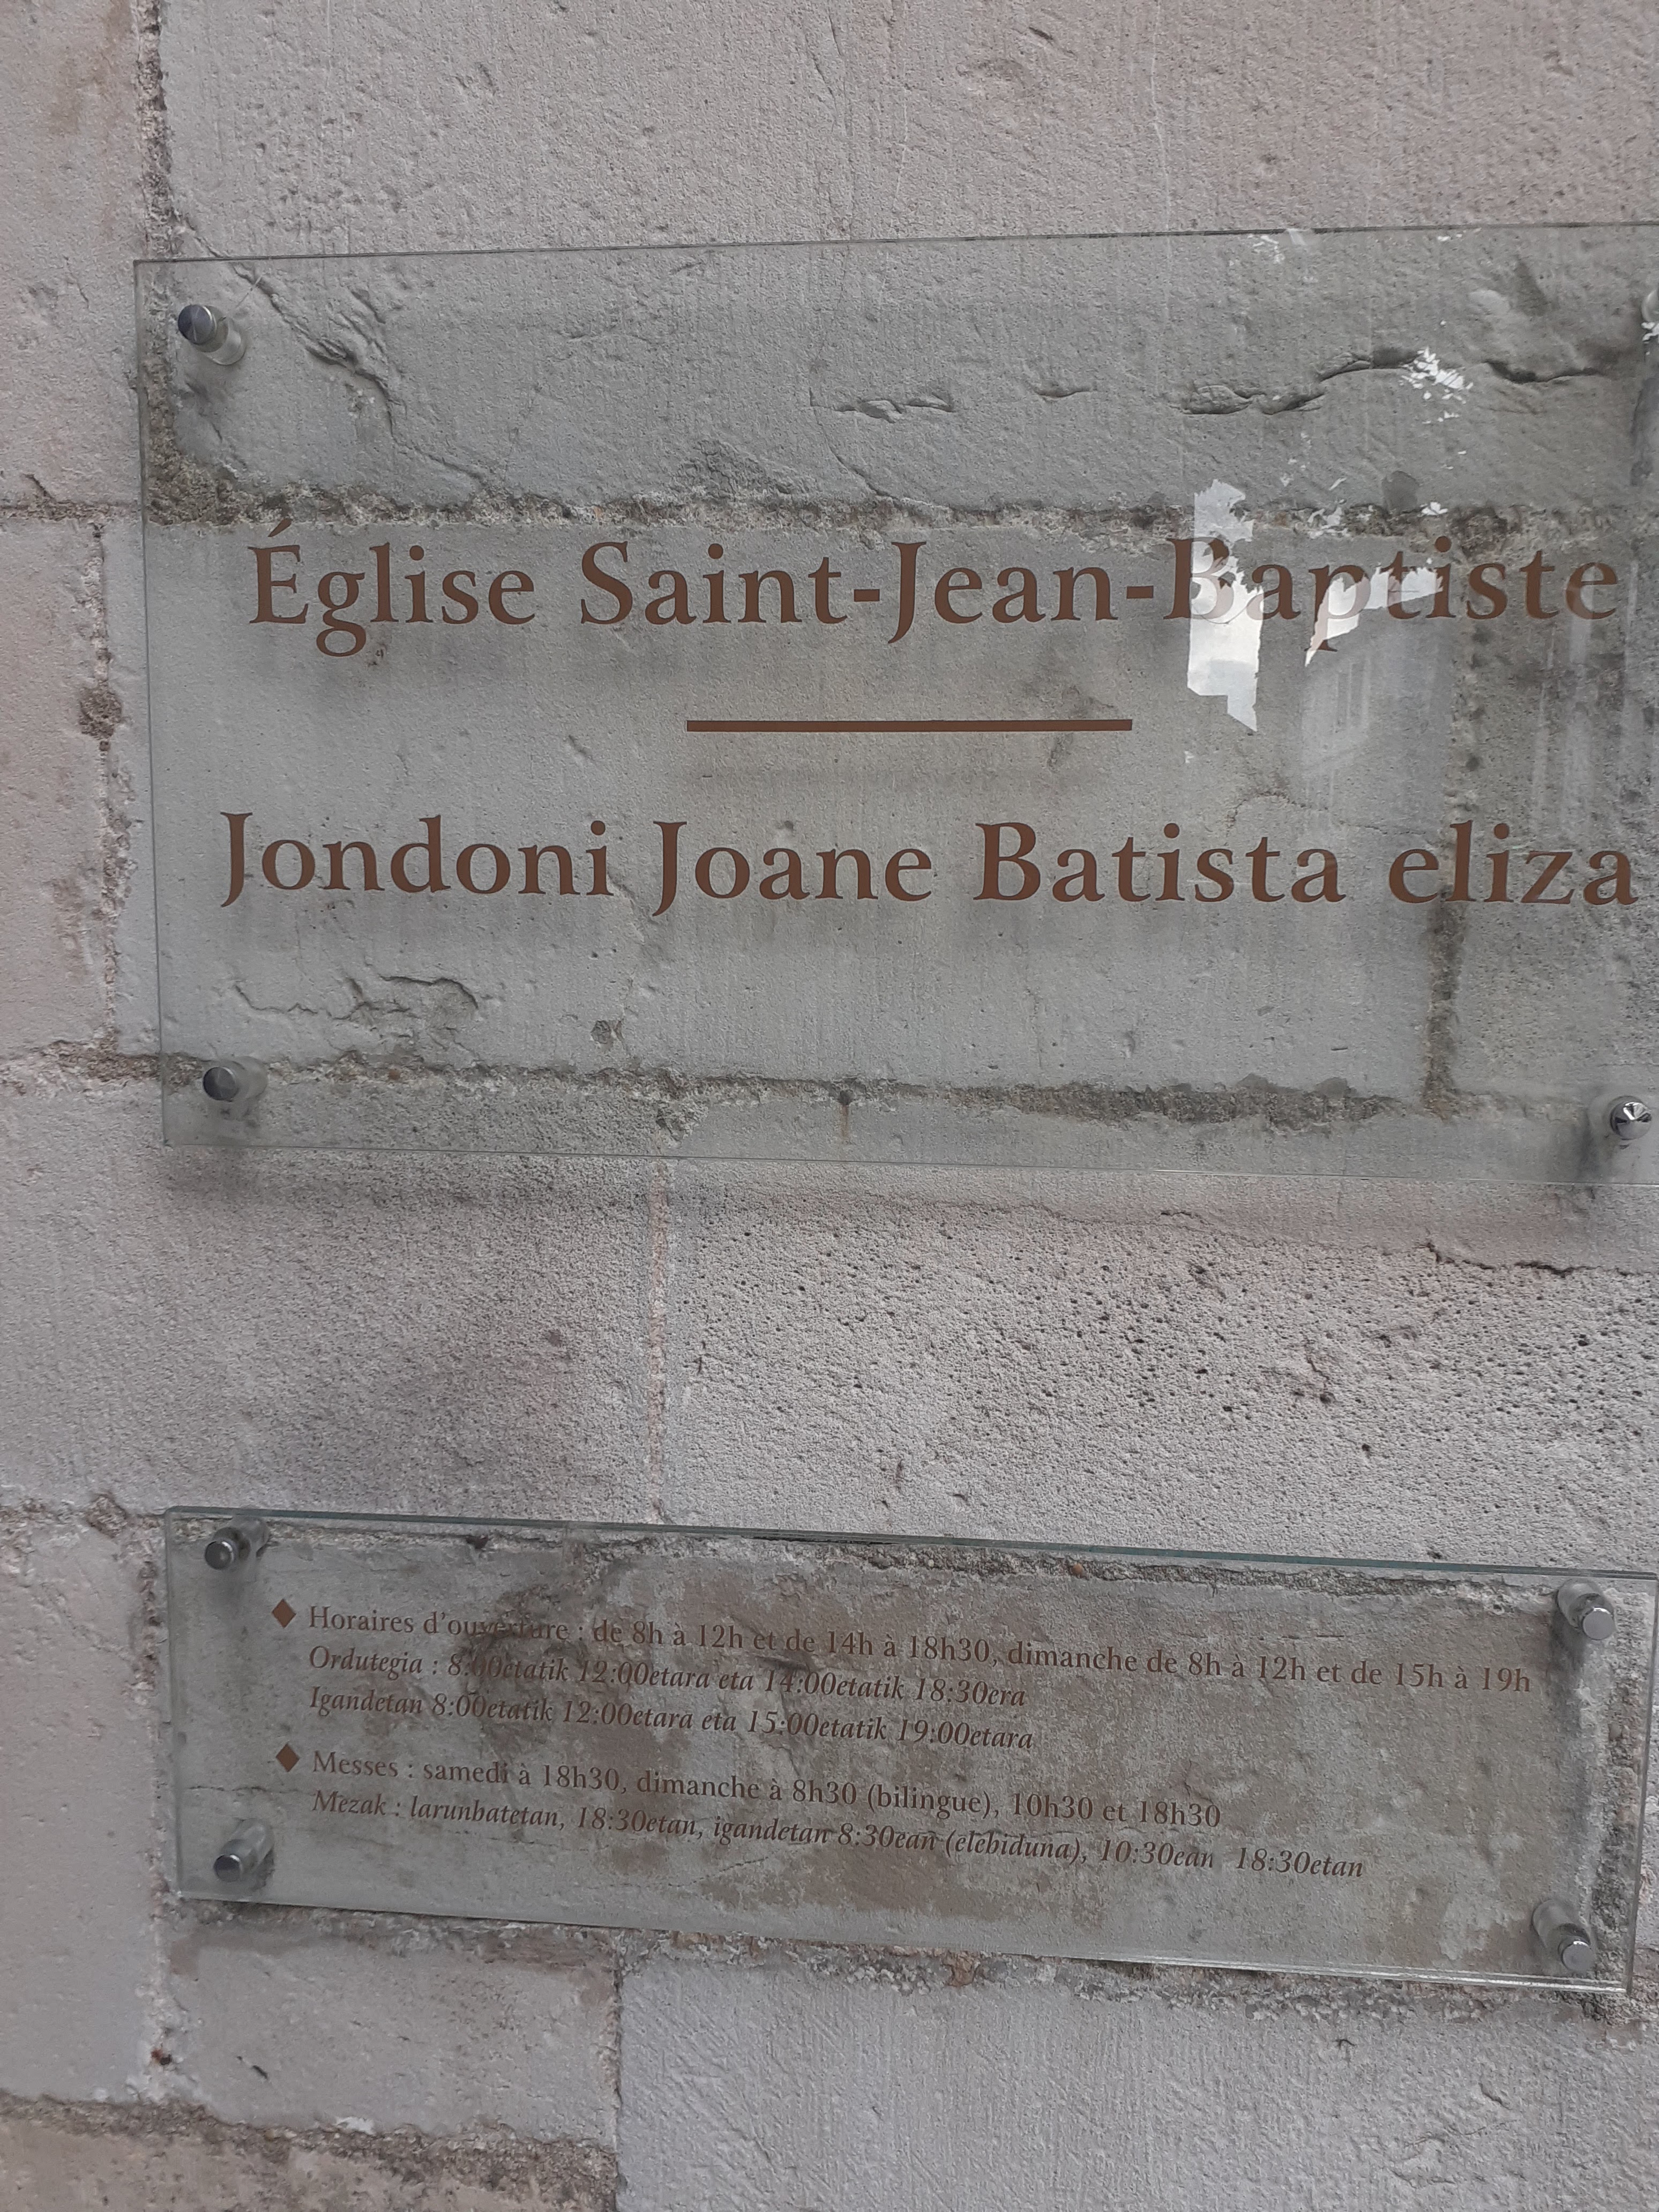 Église Saint-Jean-Baptiste
Jondoni Joane Batista eliza
◆ Horaires d'ouverture : de 8h à 12h et de 14h à 18h30, dimanche de 8h à 12h et de 15h à 19h
Ordutegia : 8:00etatik 12:00etara eta 14:00etatik 18:30era
Igandetan 8:00etatik 12:00etara eta 15:00etatik 19:00etara
◆ Messes : samedi à 18h30, dimanche à 8h30 (bilingue), 10h30 et 18h30
Mezak : larunbatetan, 18:30etan, igandetan 8:30ean (elebiduna), 10:30ean 18:30etan